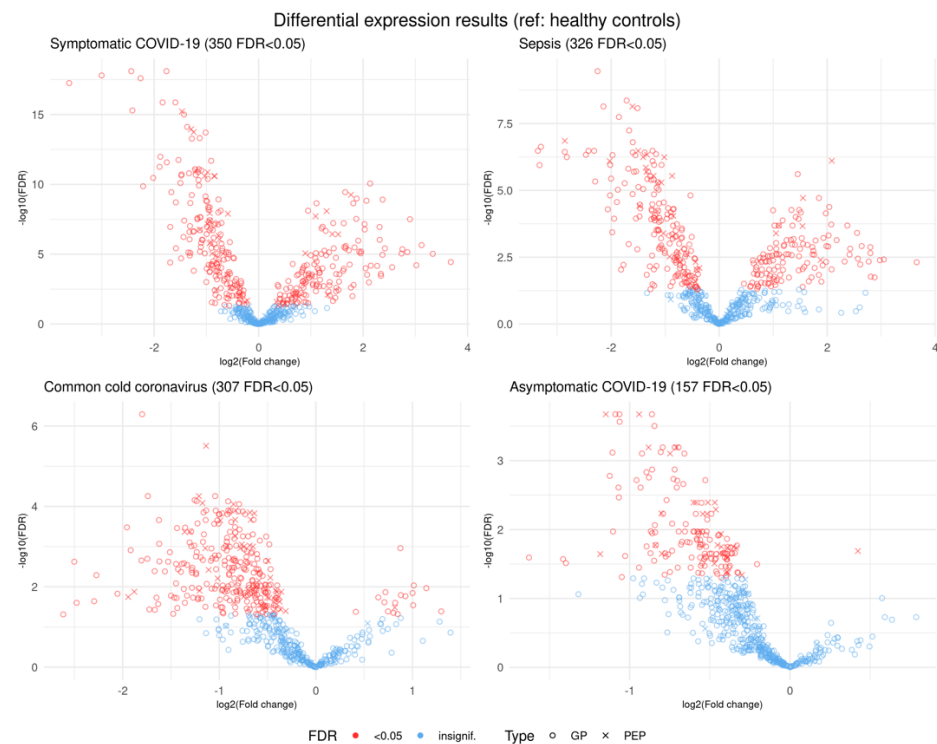 Differential expression results (ref: healthy controls)
Symptomatic COVID-19 (350 FDR<0.05)
-log10(FDR)
15
10
5
0
-2
0
2
4
log2(Fold change)
Sepsis (326 FDR<0.05)
-log10(FDR)
7.5
5.0
2.5
0.0
-2
0
2
4
log2(Fold change)
Common cold coronavirus (307 FDR<0.05)
-log10(FDR)
6
4
2
0
-2
-1
0
1
log2(Fold change)
Asymptomatic COVID-19 (157 FDR<0.05)
-log10(FDR)
3
2
1
0
-1
0
log2(Fold change)
FDR <0.05 insignif. Type GP PEP